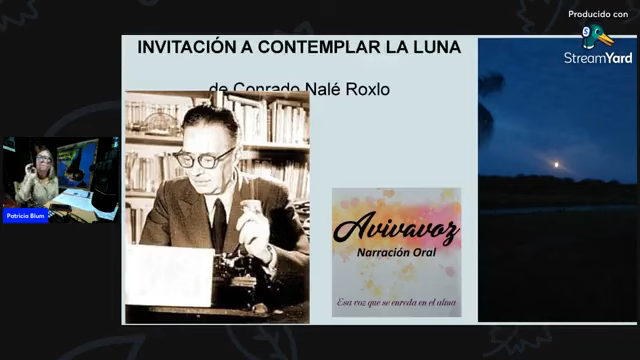 Producido con
StreamYard
INVITACIÓN A CONTEMPLAR LA LUNA
de Conrado Nalé Roxlo
Avivavoz
Narración Oral
Esa voz que se enreda en el alma
Patricia Blum